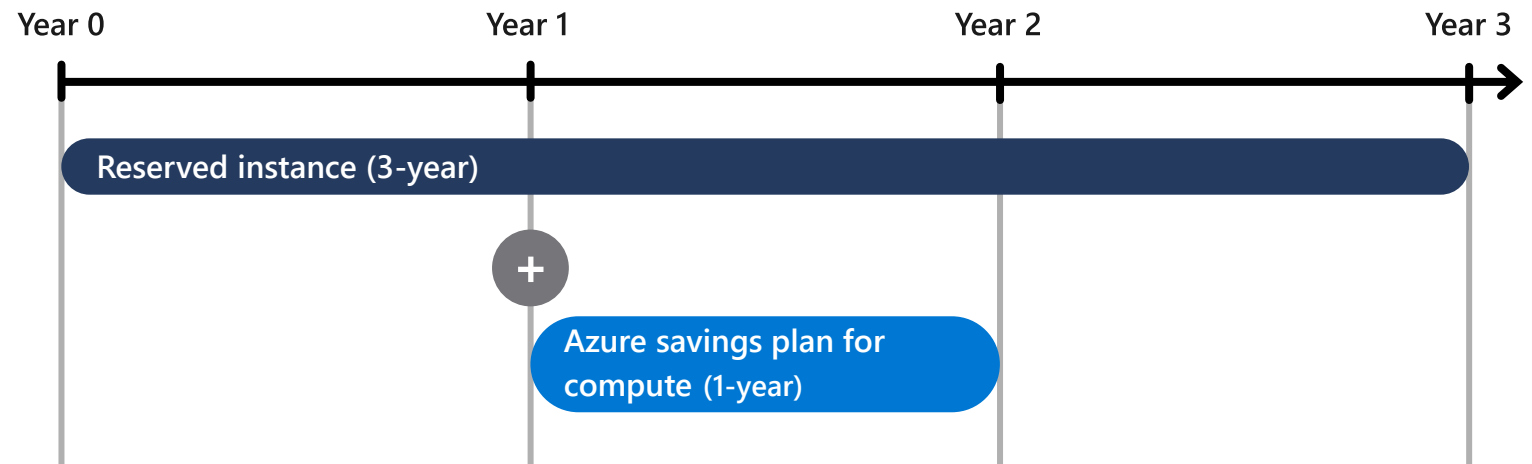 Year 0
Year 1
Year 2
Year 3
Reserved instance (3-year)
+
Azure savings plan for
compute (1-year)